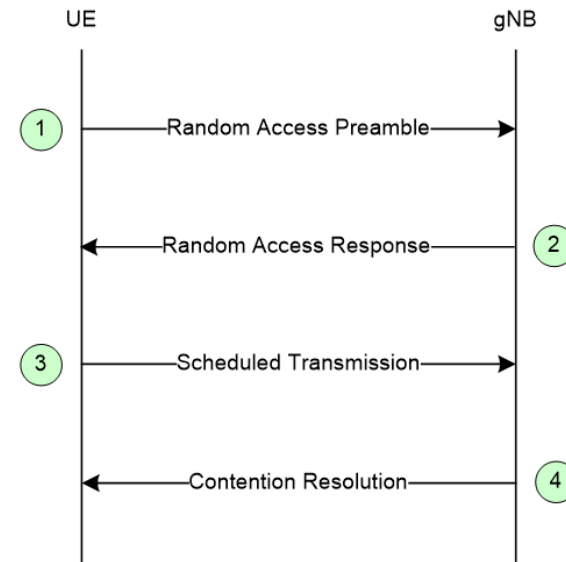 UE gNB
1 Random Access Preamble
Random Access Response 2
3 Scheduled Transmission
Contention Resolution 4